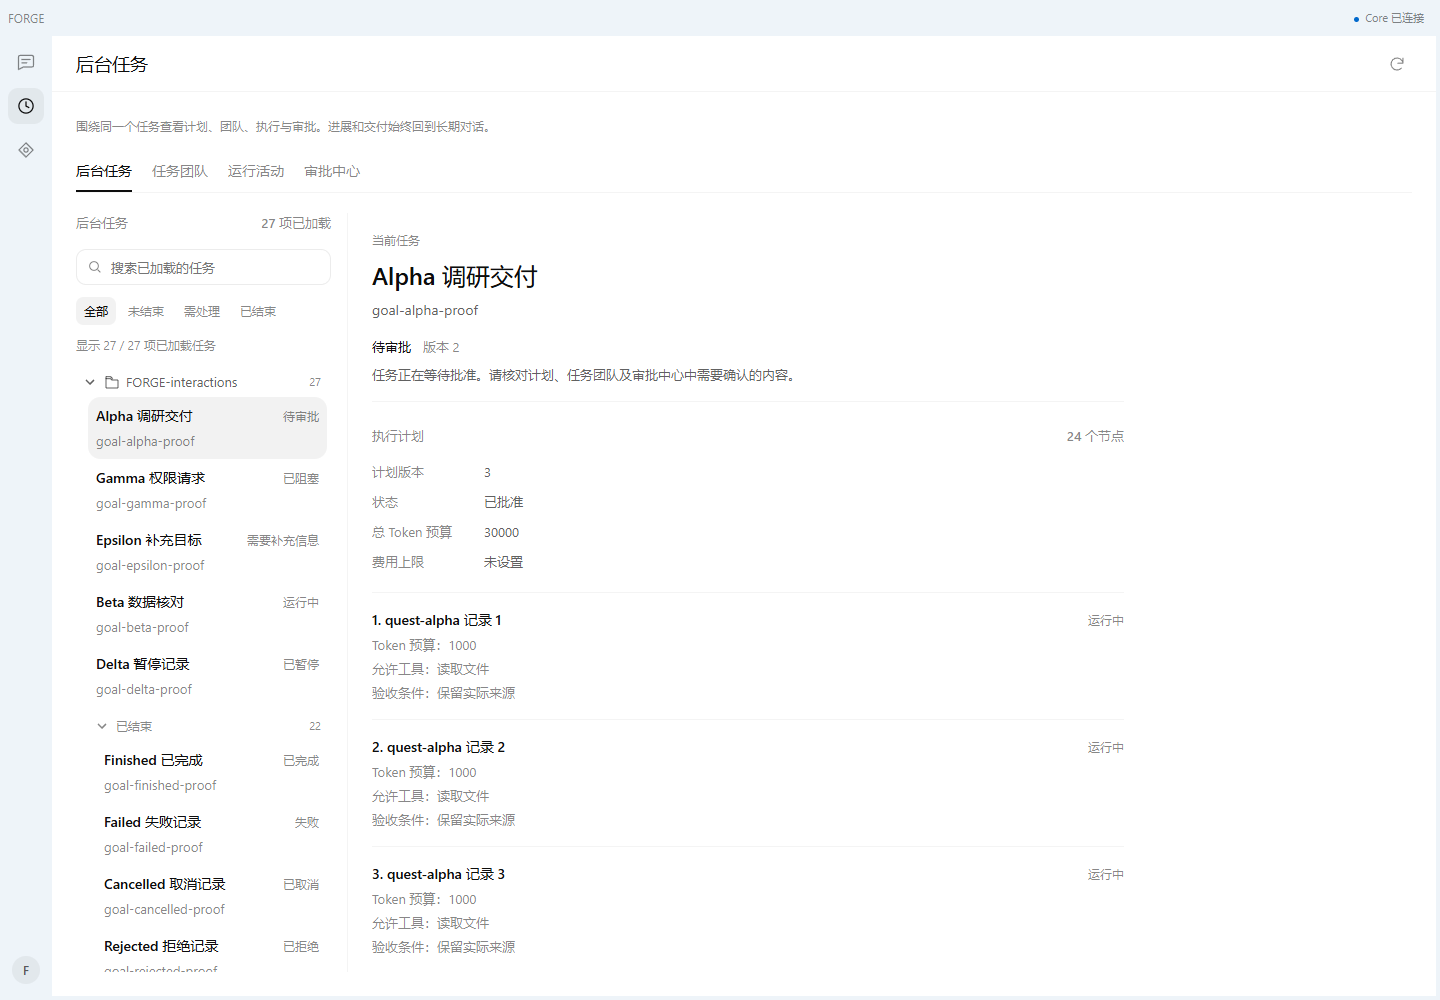 FORGE
Core 已连接
后台任务
围绕同一个任务查看计划、团队、执行与审批。进展和交付始终回到长期对话。
后台任务 任务团队 运行活动 审批中心
后台任务 27 项已加载
搜索已加载的任务
全部 未结束 需处理 已结束
显示 27 / 27 项已加载任务
FORGE-interactions 27
Alpha 调研交付 待审批
goal-alpha-proof
Gamma 权限请求 已阻塞
goal-gamma-proof
Epsilon 补充目标 需要补充信息
goal-epsilon-proof
Beta 数据核对 运行中
goal-beta-proof
Delta 暂停记录 已暂停
goal-delta-proof
已结束 22
Finished 已完成 已完成
goal-finished-proof
Failed 失败记录 失败
goal-failed-proof
Cancelled 取消记录 已取消
goal-cancelled-proof
Rejected 拒绝记录 已拒绝
goal-rejected-proof
F
当前任务
Alpha 调研交付
goal-alpha-proof
待审批 版本 2
任务正在等待批准。请核对计划、任务团队及审批中心中需要确认的内容。
执行计划 24 个节点
计划版本 3
状态 已批准
总 Token 预算 30000
费用上限 未设置
1. quest-alpha 记录 1 运行中
Token 预算：1000
允许工具：读取文件
验收条件：保留实际来源
2. quest-alpha 记录 2 运行中
Token 预算：1000
允许工具：读取文件
验收条件：保留实际来源
3. quest-alpha 记录 3 运行中
Token 预算：1000
允许工具：读取文件
验收条件：保留实际来源